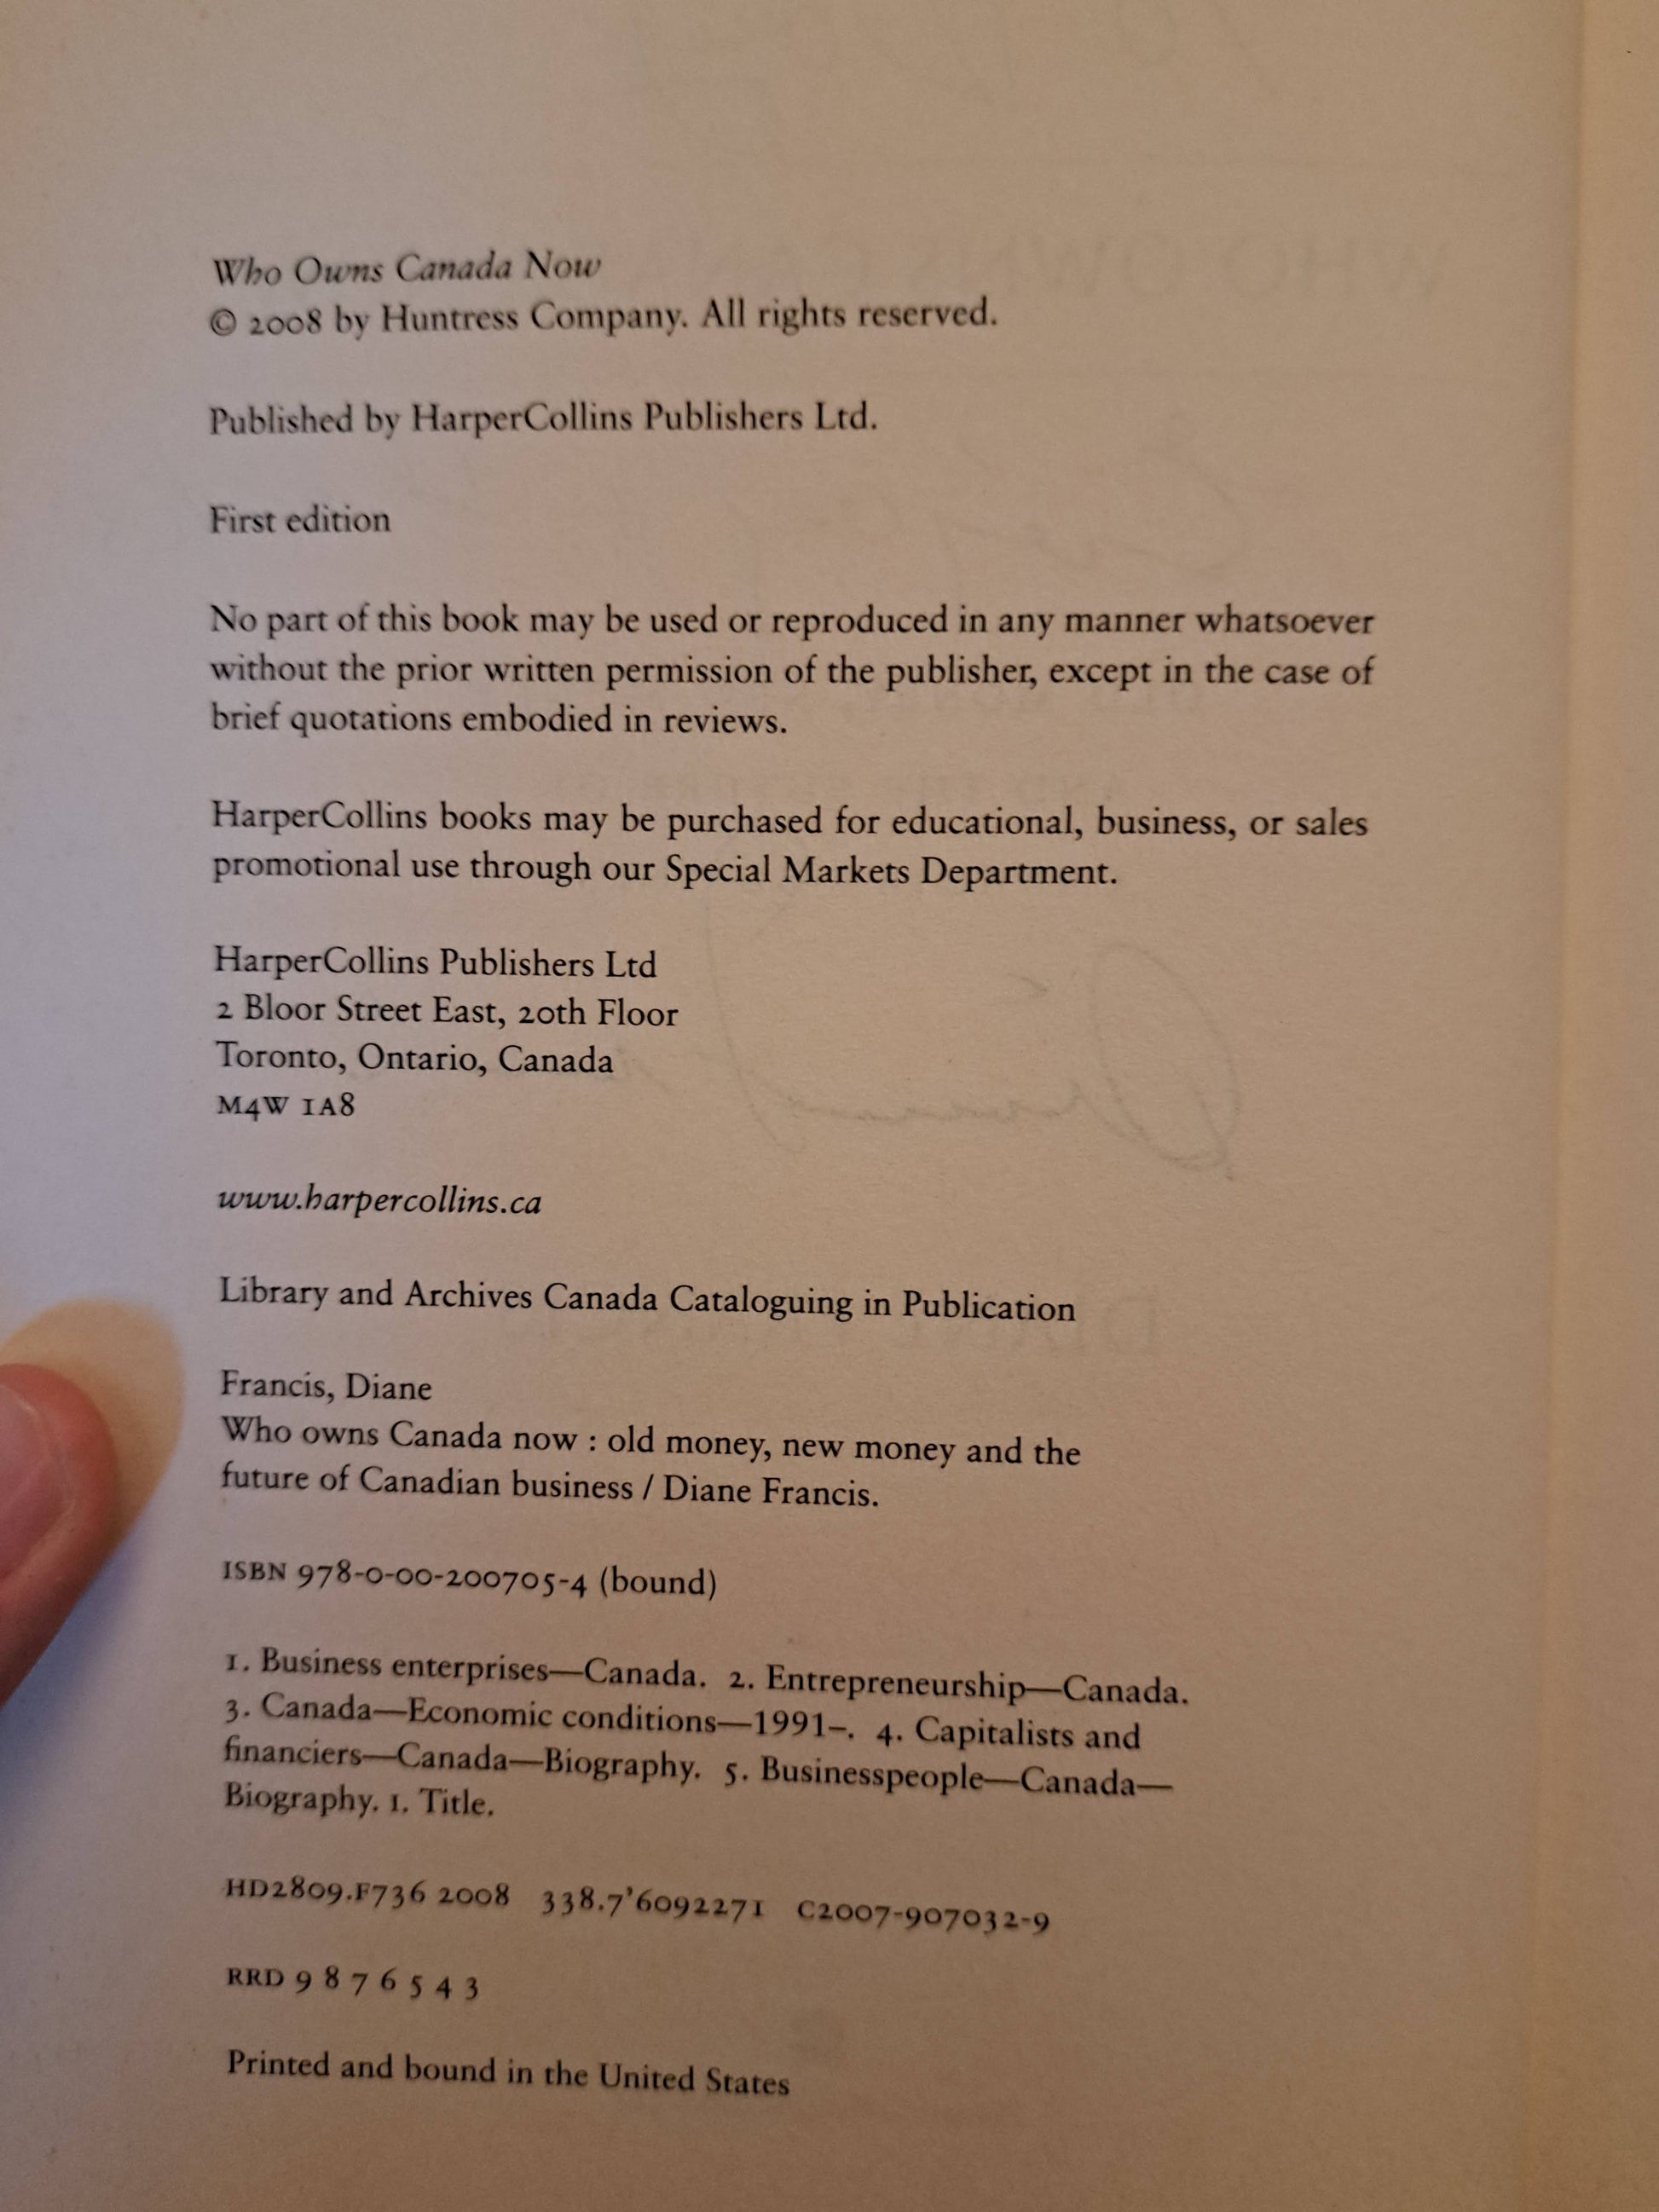 Who Owns Canada Now
© 2008 by Huntress Company. All rights reserved.
Published by HarperCollins Publishers Ltd.
First edition
No part of this book may be used or reproduced in any manner whatsoever
without the prior written permission of the publisher, except in the case of
brief quotations embodied in reviews.
HarperCollins books may be purchased for educational, business, or sales
promotional use through our Special Markets Department.
HarperCollins Publishers Ltd
2 Bloor Street East, 20th Floor
Toronto, Ontario, Canada
M4W 1A8
www.harpercollins.ca
Library and Archives Canada Cataloguing in Publication
Francis, Diane
Who owns Canada now : old money, new money and the
future of Canadian business / Diane Francis.
ISBN 978-0-00-200705-4 (bound)
1. Business enterprises—Canada. 2. Entrepreneurship—Canada.
3. Canada—Economic conditions—1991–. 4. Capitalists and
financiers—Canada—Biography. 5. Businesspeople—Canada—
Biography. I. Title.
HD2809.F736 2008 338.7'6092271 C2007-907032-9
RRD 9 8 7 6 5 4 3
Printed and bound in the United States